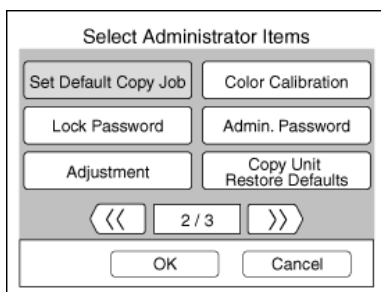 Select Administrator Items
Set Default Copy Job
Color Calibration
Lock Password
Admin. Password
Adjustment
Copy Unit
Restore Defaults
2 / 3
OK
Cancel